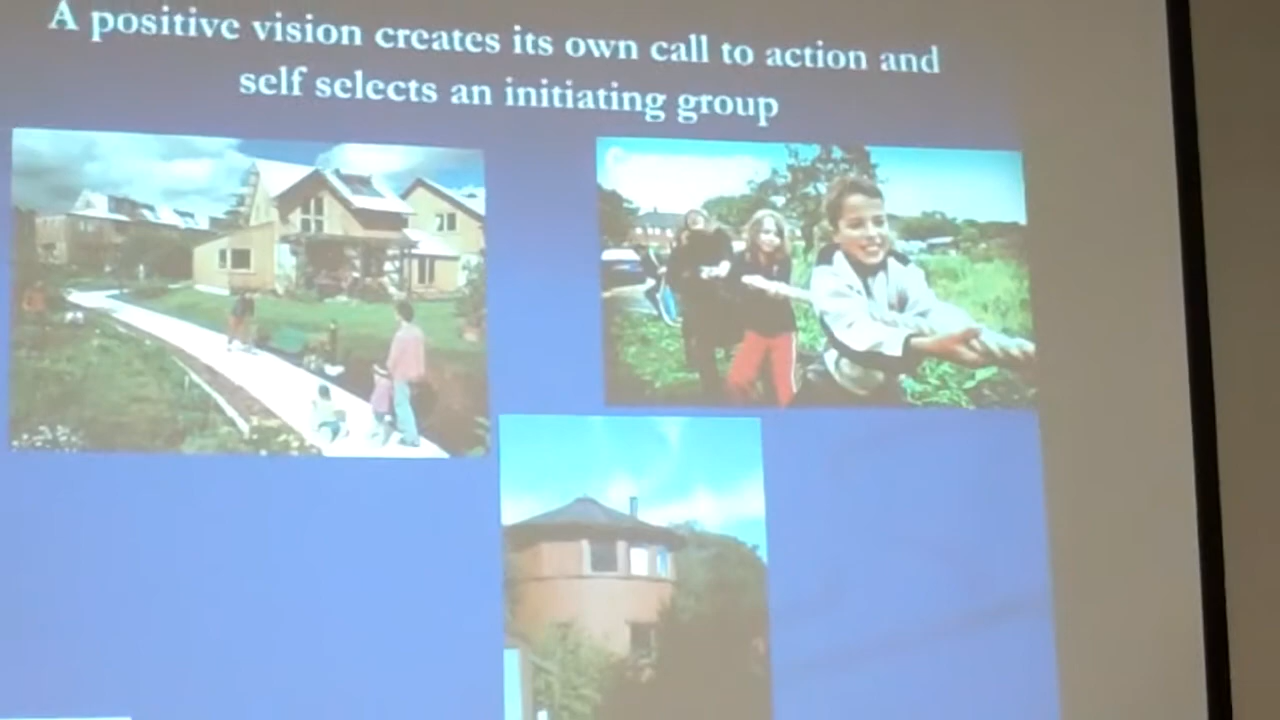 A positive vision creates its own call to action and
self selects an initiating group